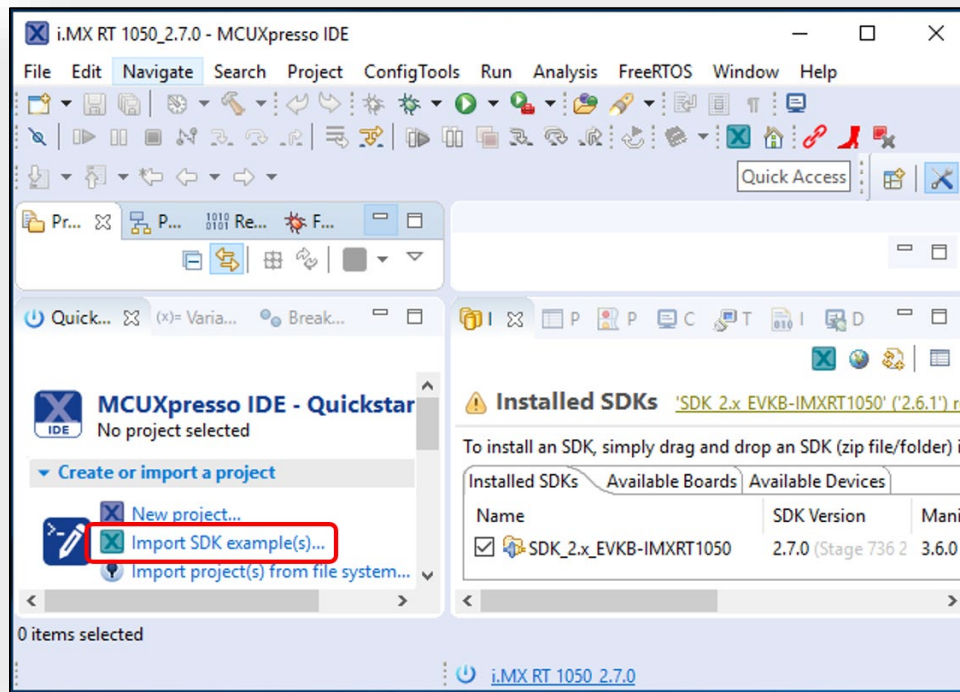 i.MX RT 1050_2.7.0 - MCUXpresso IDE
File Edit Navigate Search Project ConfigTools Run Analysis FreeRTOS Window Help
Quick Access
Pr... P... Re... F...
Quick... (x)= Varia... Break...
I P P C T I D
IDE
MCUXpresso IDE - Quickstar
No project selected
Create or import a project
New project...
Import SDK example(s)...
Import project(s) from file system...
Installed SDKs 'SDK_2.x_EVKB-IMXRT1050' ('2.6.1') r
To install an SDK, simply drag and drop an SDK (zip file/folder) i
Installed SDKs Available Boards Available Devices
Name SDK Version Mani
SDK_2.x_EVKB-IMXRT1050 2.7.0 (Stage 736 2 3.6.0
0 items selected
i.MX RT 1050_2.7.0